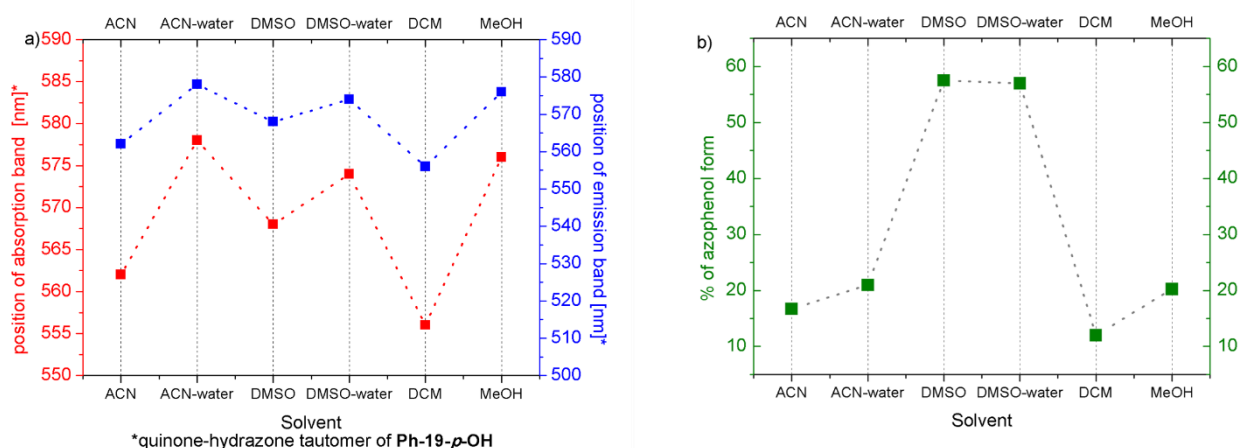 a)
ACN ACN-water DMSO DMSO-water DCM MeOH
590
585
580
575
570
565
560
555
550
position of absorption band [nm]*
590
580
570
560
550
540
530
520
510
500
position of emission band [nm]*
ACN ACN-water DMSO DMSO-water DCM MeOH
Solvent
*quinone-hydrazone tautomer of Ph-19-p-OH
b)
ACN ACN-water DMSO DMSO-water DCM MeOH
60
50
40
30
20
10
% of azophenol form
60
50
40
30
20
10
ACN ACN-water DMSO DMSO-water DCM MeOH
Solvent